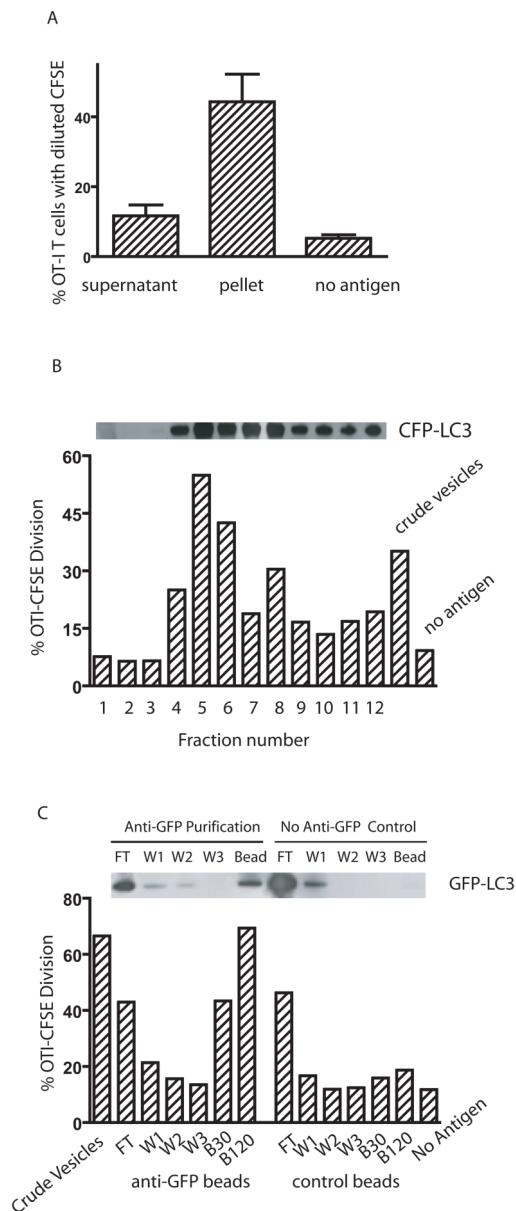 A
% OT-I T cells with diluted CFSE
40
20
0
supernatant pellet no antigen
B
CFP-LC3
% OTI-CFSE Division
60
45
30
15
0
crude vesicles
no antigen
1 2 3 4 5 6 7 8 9 10 11 12
Fraction number
C
Anti-GFP Purification No Anti-GFP Control
FT W1 W2 W3 Bead FT W1 W2 W3 Bead
GFP-LC3
% OTI-CFSE Division
80
60
40
20
0
Crude Vesicles FT W1 W2 W3 B30 B120 FT W1 W2 W3 B30 B120 No Antigen
anti-GFP beads control beads